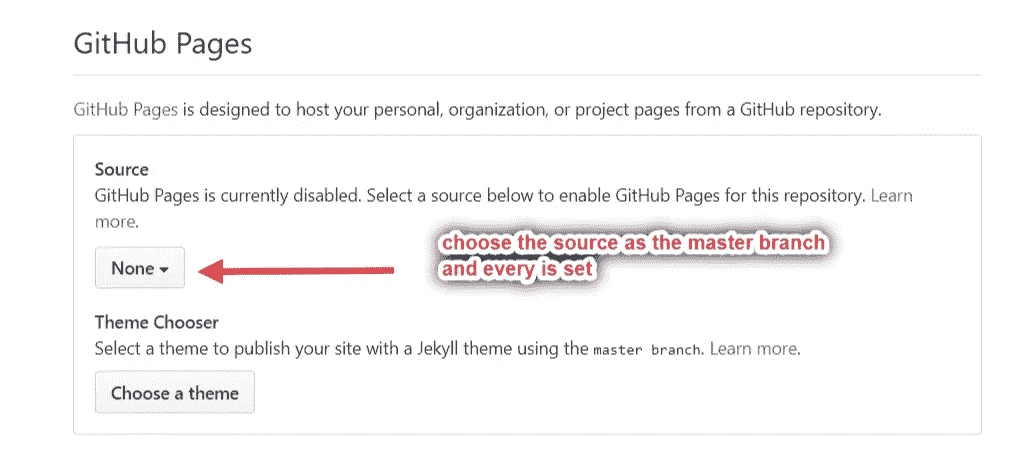 GitHub Pages
GitHub Pages is designed to host your personal, organization, or project pages from a GitHub repository.
Source
GitHub Pages is currently disabled. Select a source below to enable GitHub Pages for this repository. Learn
more.
choose the source as the master branch
and every is set
None
Theme Chooser
Select a theme to publish your site with a Jekyll theme using the master branch. Learn more.
Choose a theme